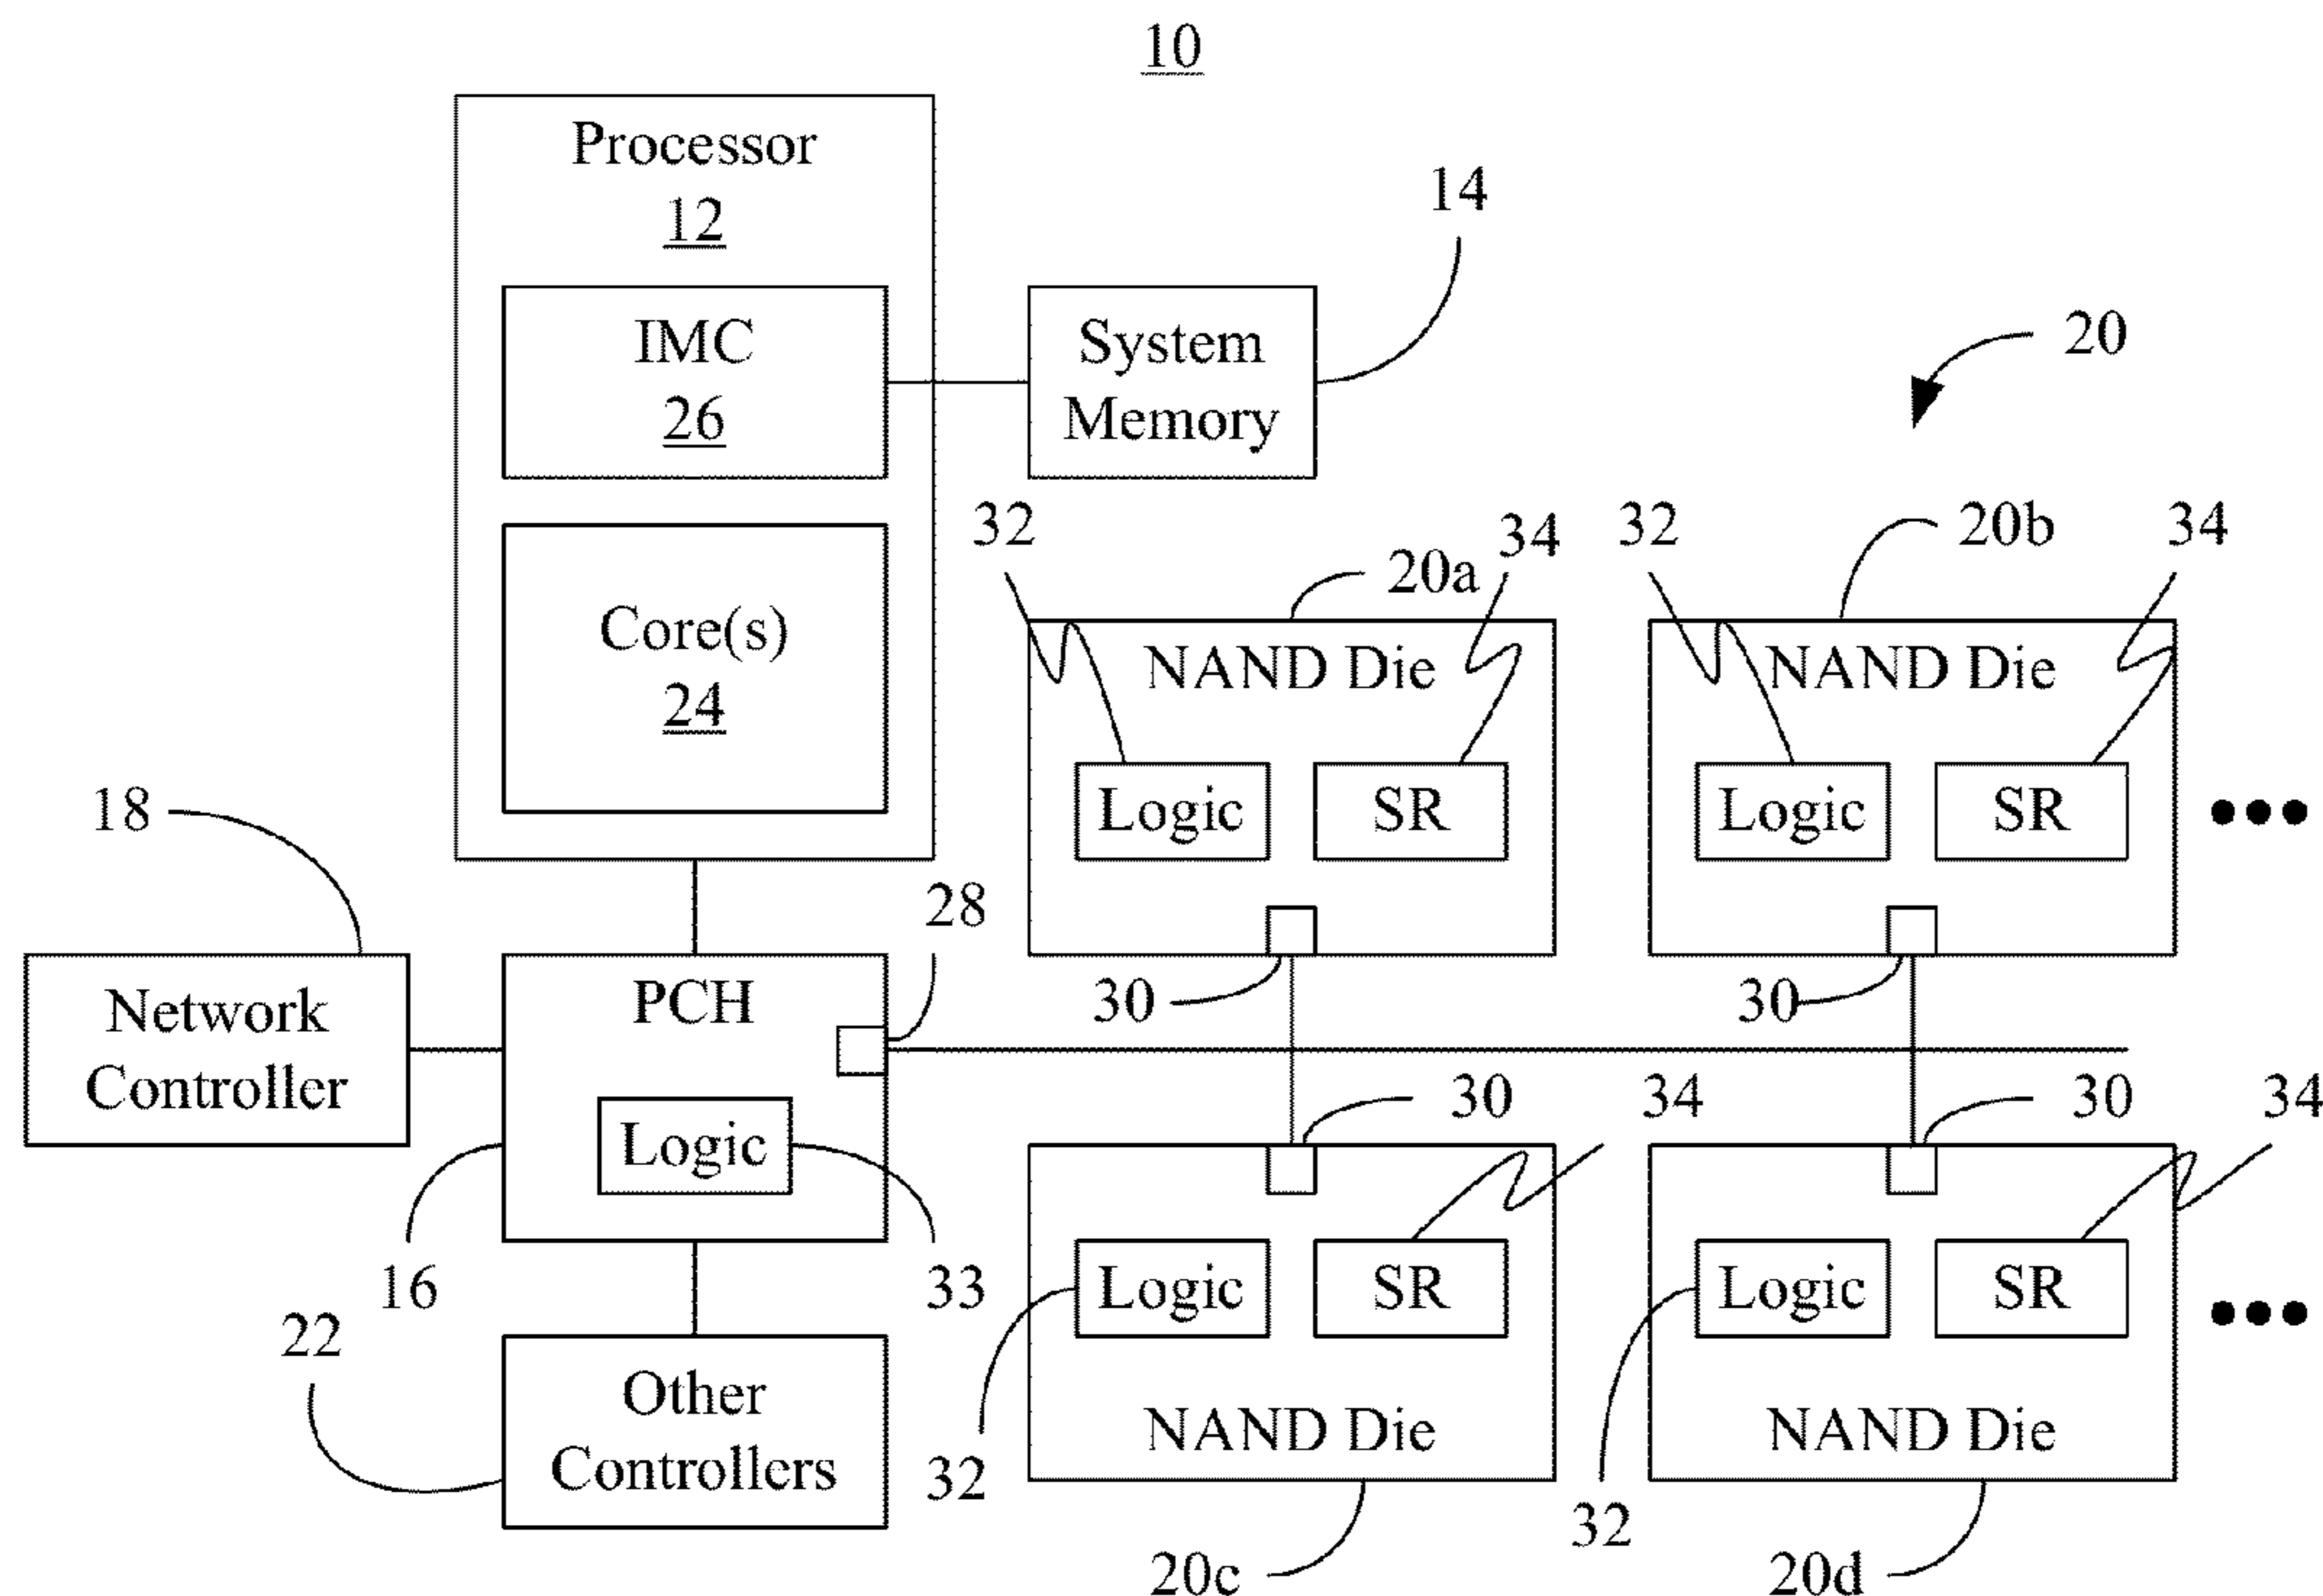 10
Processor
12
14
IMC
26
System
Memory
20
32
34
32
20b
34
20a
Core(s)
24
NAND Die
NAND Die
18
Logic
SR
Logic
SR
28
PCH
30
30
Network
Controller
30
34
30
34
Logic
16
33
Logic
SR
Logic
SR
22
Other
Controllers
NAND Die
NAND Die
32
32
20c
20d